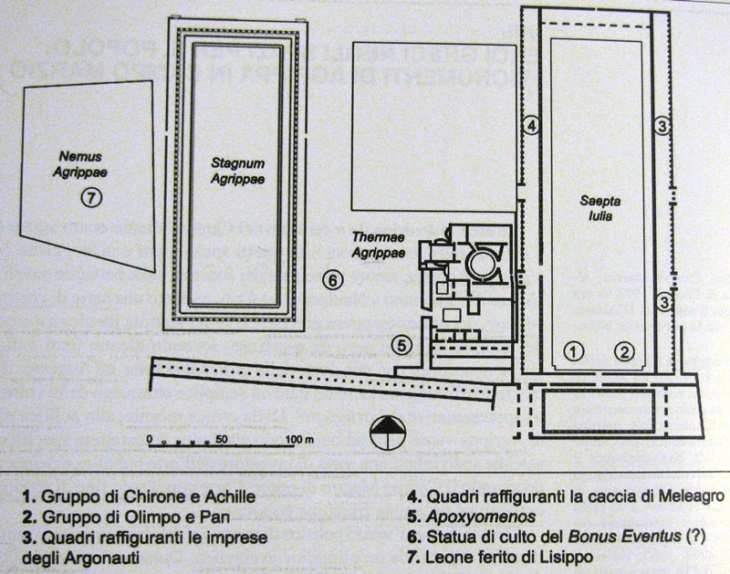 Nemus
Agrippae
7
Stagnum
Agrippae
Thermae
Agrippae
6
5
4
3
Saepta
Iulia
3
1
2
0
50
100 m
1. Gruppo di Chirone e Achille
2. Gruppo di Olimpo e Pan
3. Quadri raffiguranti le imprese
degli Argonauti
4. Quadri raffiguranti la caccia di Meleagro
5. Apoxyomenos
6. Statua di culto del Bonus Eventus (?)
7. Leone ferito di Lisippo